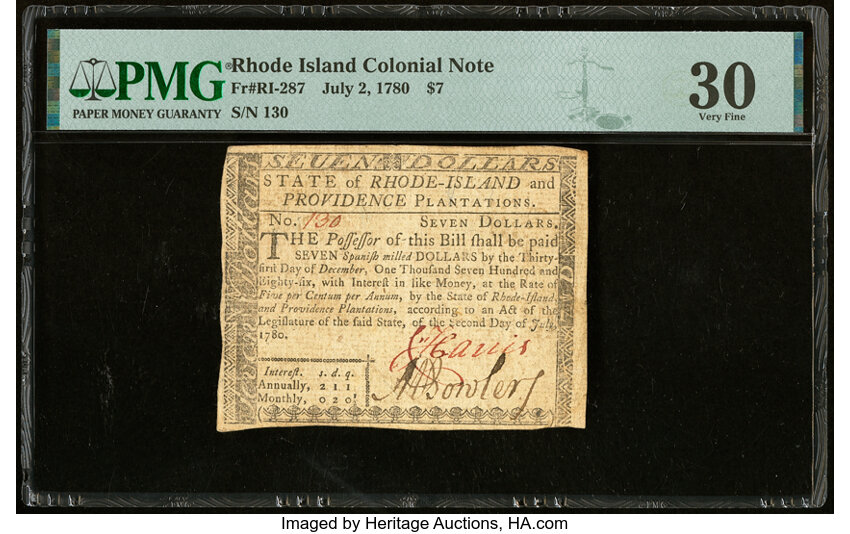 PMG®
PAPER MONEY GUARANTY
Rhode Island Colonial Note
Fr#RI-287 July 2, 1780 $7
S/N 130
30
Very Fine
SEVEN DOLLARS
STATE of RHODE-ISLAND and
PROVIDENCE PLANTATIONS.
No. 130 SEVEN DOLLARS.
THE Poſſeſſor of this Bill ſhall be paid
SEVEN Spaniſh milled DOLLARS by the Thirty-
firſt Day of December, One Thouſand Seven Hundred and
Eighty-ſix, with Intereſt in like Money, at the Rate of
Five per Centum per Annum, by the State of Rhode-Iſland
and Providence Plantations, according to an Act of the
Legiſlature of the ſaid State, of the Second Day of July
1780.
Intereſt. s. d. q.
Annually, 2 1 1
Monthly, 0 2 0
J Harris
M Bowler
Imaged by Heritage Auctions, HA.com